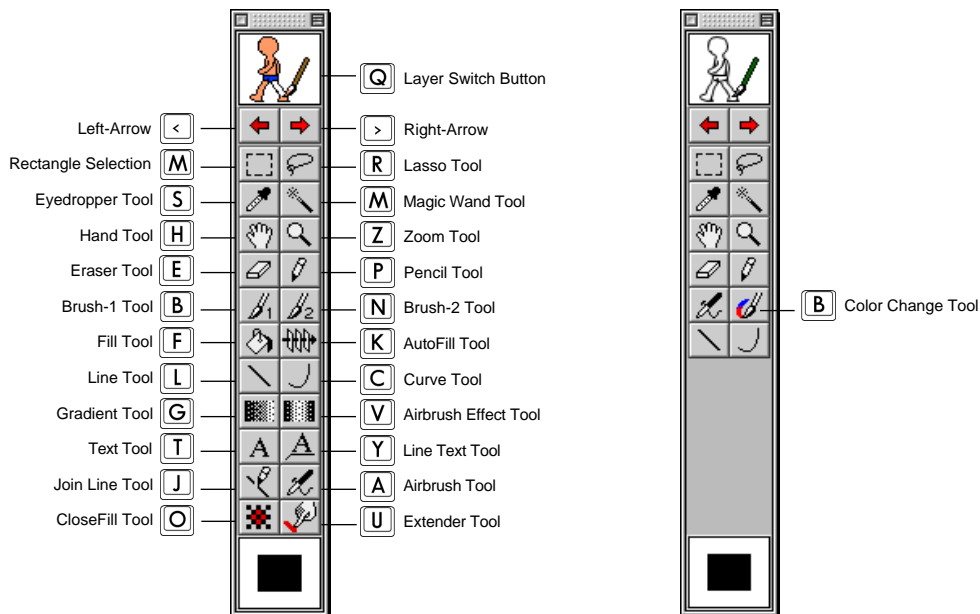 Q Layer Switch Button
Left-Arrow <
> Right-Arrow
Rectangle Selection M
R Lasso Tool
Eyedropper Tool S
M Magic Wand Tool
Hand Tool H
Z Zoom Tool
Eraser Tool E
P Pencil Tool
Brush-1 Tool B
1
2
N Brush-2 Tool
B Color Change Tool
Fill Tool F
K AutoFill Tool
Line Tool L
C Curve Tool
Gradient Tool G
V Airbrush Effect Tool
Text Tool T
A
A
Y Line Text Tool
Join Line Tool J
A Airbrush Tool
CloseFill Tool O
U Extender Tool